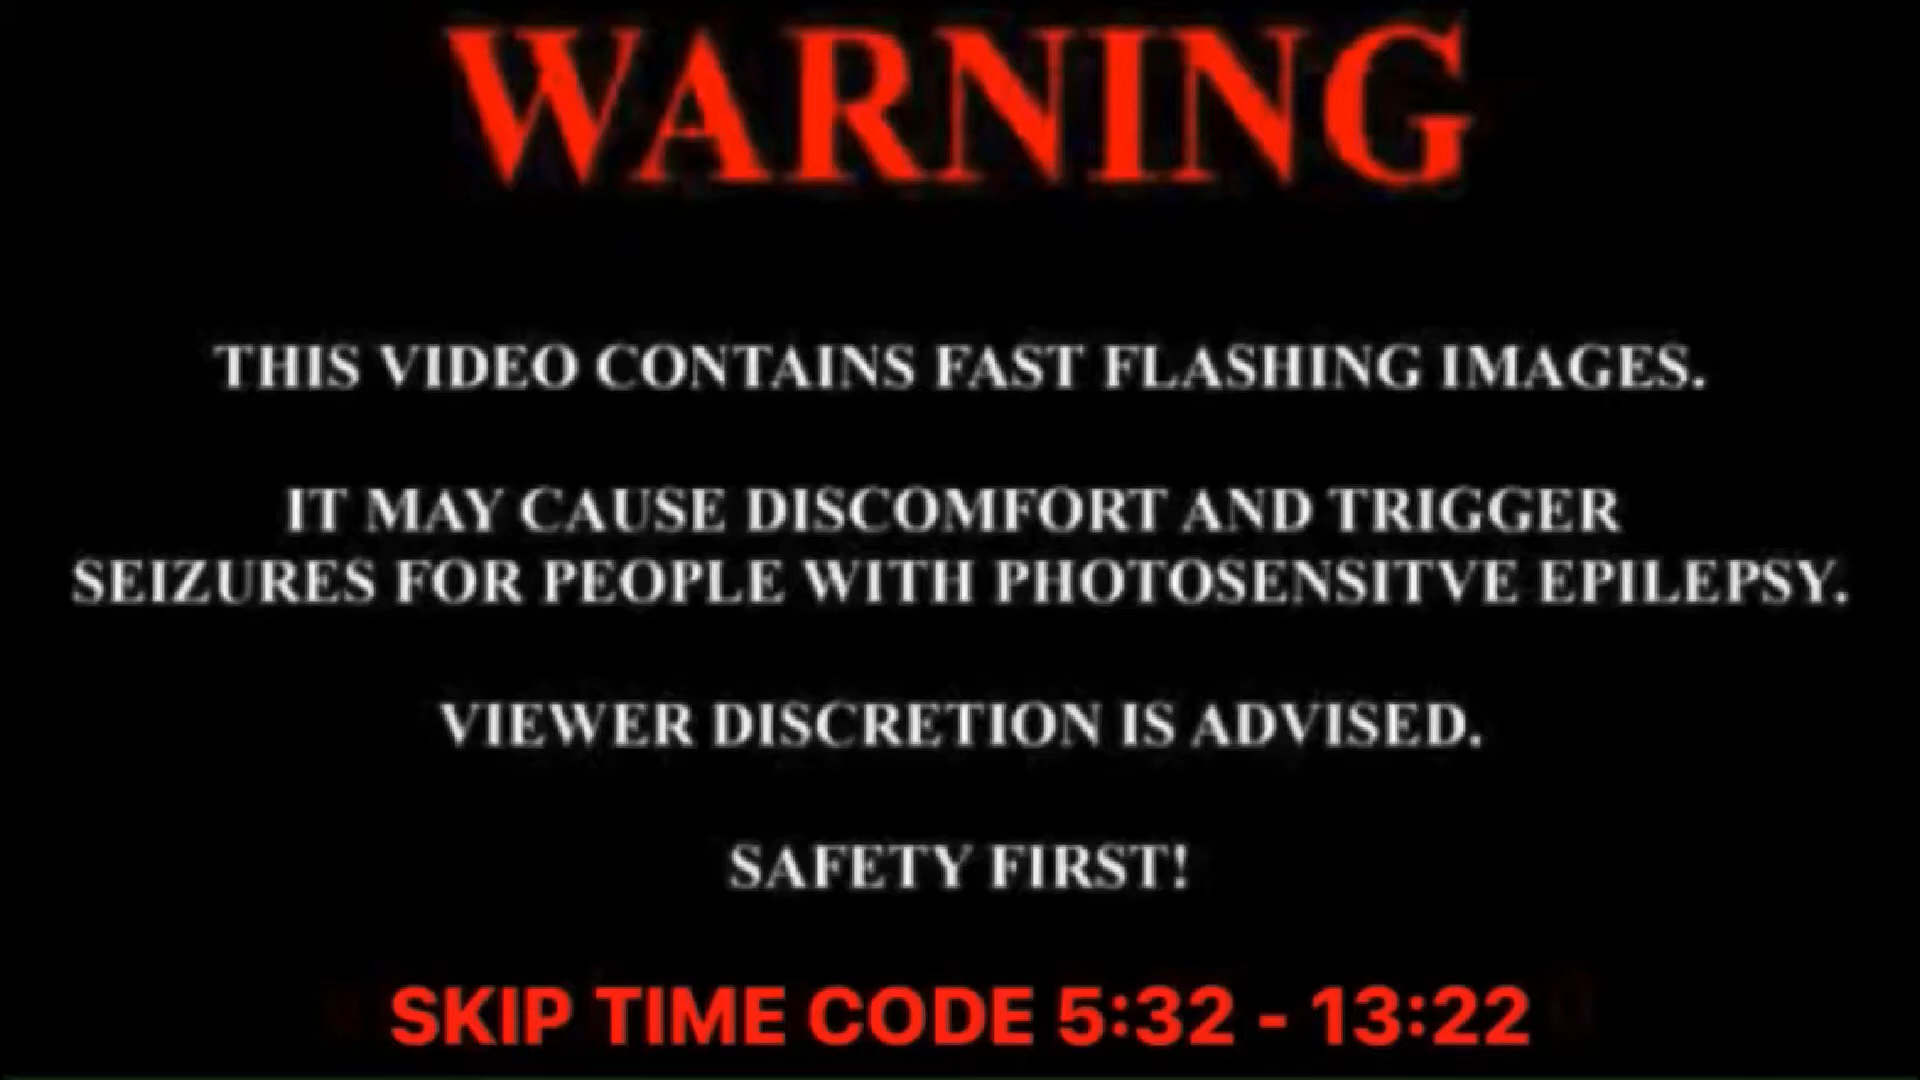 WARNING
THIS VIDEO CONTAINS FAST FLASHING IMAGES.
IT MAY CAUSE DISCOMFORT AND TRIGGER
SEIZURES FOR PEOPLE WITH PHOTOSENSITVE EPILEPSY.
VIEWER DISCRETION IS ADVISED.
SAFETY FIRST!
SKIP TIME CODE 5:32 - 13:22